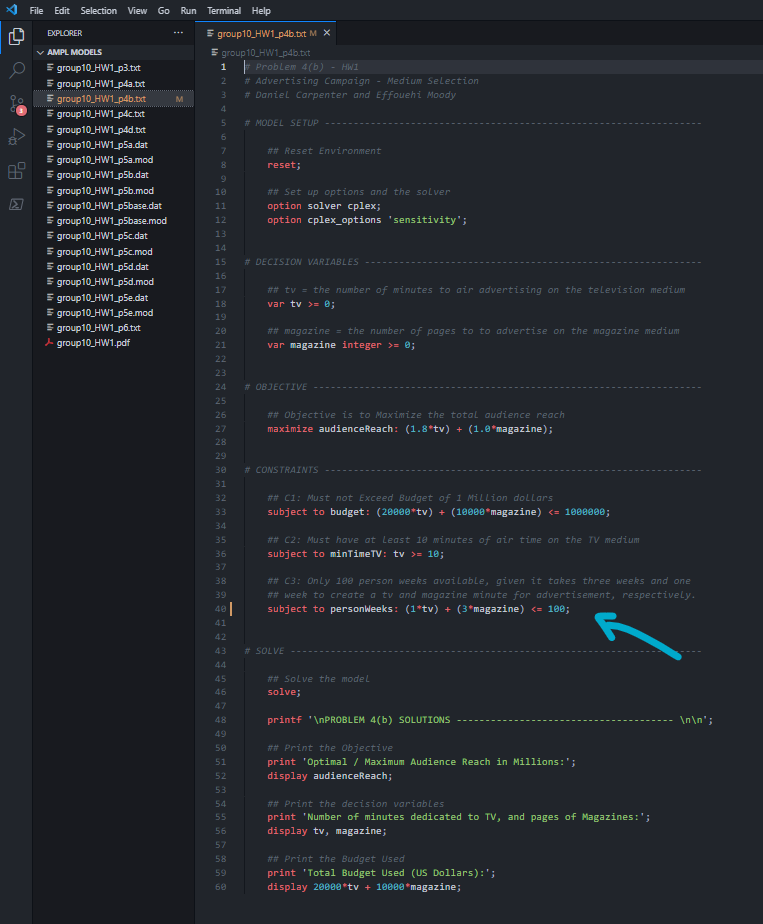 File Edit Selection View Go Run Terminal Help
EXPLORER ...
AMPL MODELS
group10_HW1_p3.txt
group10_HW1_p4a.txt
group10_HW1_p4b.txt M
group10_HW1_p4c.txt
group10_HW1_p4d.txt
group10_HW1_p5a.dat
group10_HW1_p5a.mod
group10_HW1_p5b.dat
group10_HW1_p5b.mod
group10_HW1_p5base.dat
group10_HW1_p5base.mod
group10_HW1_p5c.dat
group10_HW1_p5c.mod
group10_HW1_p5d.dat
group10_HW1_p5d.mod
group10_HW1_p5e.dat
group10_HW1_p5e.mod
group10_HW1_p6.txt
group10_HW1.pdf
3
group10_HW1_p4b.txt M ×
group10_HW1_p4b.txt
1 # Problem 4(b) - HW1
2 # Advertising Campaign - Medium Selection
3 # Daniel Carpenter and Effouehi Moody
4
5 # MODEL SETUP ------------------------------------------------------------------
6
7 ## Reset Environment
8 reset;
9
10 ## Set up options and the solver
11 option solver cplex;
12 option cplex_options 'sensitivity';
13
14
15 # DECISION VARIABLES -----------------------------------------------------------
16
17 ## tv = the number of minutes to air advertising on the television medium
18 var tv >= 0;
19
20 ## magazine = the number of pages to to advertise on the magazine medium
21 var magazine integer >= 0;
22
23
24 # OBJECTIVE --------------------------------------------------------------------
25
26 ## Objective is to Maximize the total audience reach
27 maximize audienceReach: (1.8*tv) + (1.0*magazine);
28
29
30 # CONSTRAINTS -------------------------------------------------------------------
31
32 ## C1: Must not Exceed Budget of 1 Million dollars
33 subject to budget: (20000*tv) + (10000*magazine) <= 1000000;
34
35 ## C2: Must have at least 10 minutes of air time on the TV medium
36 subject to minTimeTV: tv >= 10;
37
38 ## C3: Only 100 person weeks available, given it takes three weeks and one
39 ## week to create a tv and magazine minute for advertisement, respectively.
40 subject to personWeeks: (1*tv) + (3*magazine) <= 100;
41
42
43 # SOLVE ------------------------------------------------------------------------
44
45 ## Solve the model
46 solve;
47
48 printf '\nPROBLEM 4(b) SOLUTIONS -------------------------------------- \n\n';
49
50 ## Print the Objective
51 print 'Optimal / Maximum Audience Reach in Millions:';
52 display audienceReach;
53
54 ## Print the decision variables
55 print 'Number of minutes dedicated to TV, and pages of Magazines:';
56 display tv, magazine;
57
58 ## Print the Budget Used
59 print 'Total Budget Used (US Dollars):';
60 display 20000*tv + 10000*magazine;